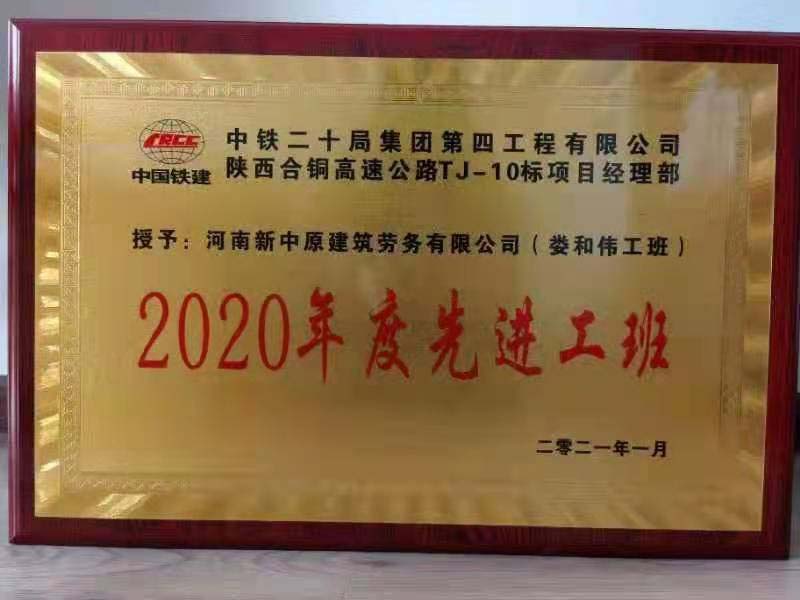 CRCC
中国铁建
中铁二十局集团第四工程有限公司
陕西合铜高速公路TJ-10标项目经理部
授予：河南新中原建筑劳务有限公司（娄和伟工班）
2020年度先进工班
二零二一年一月